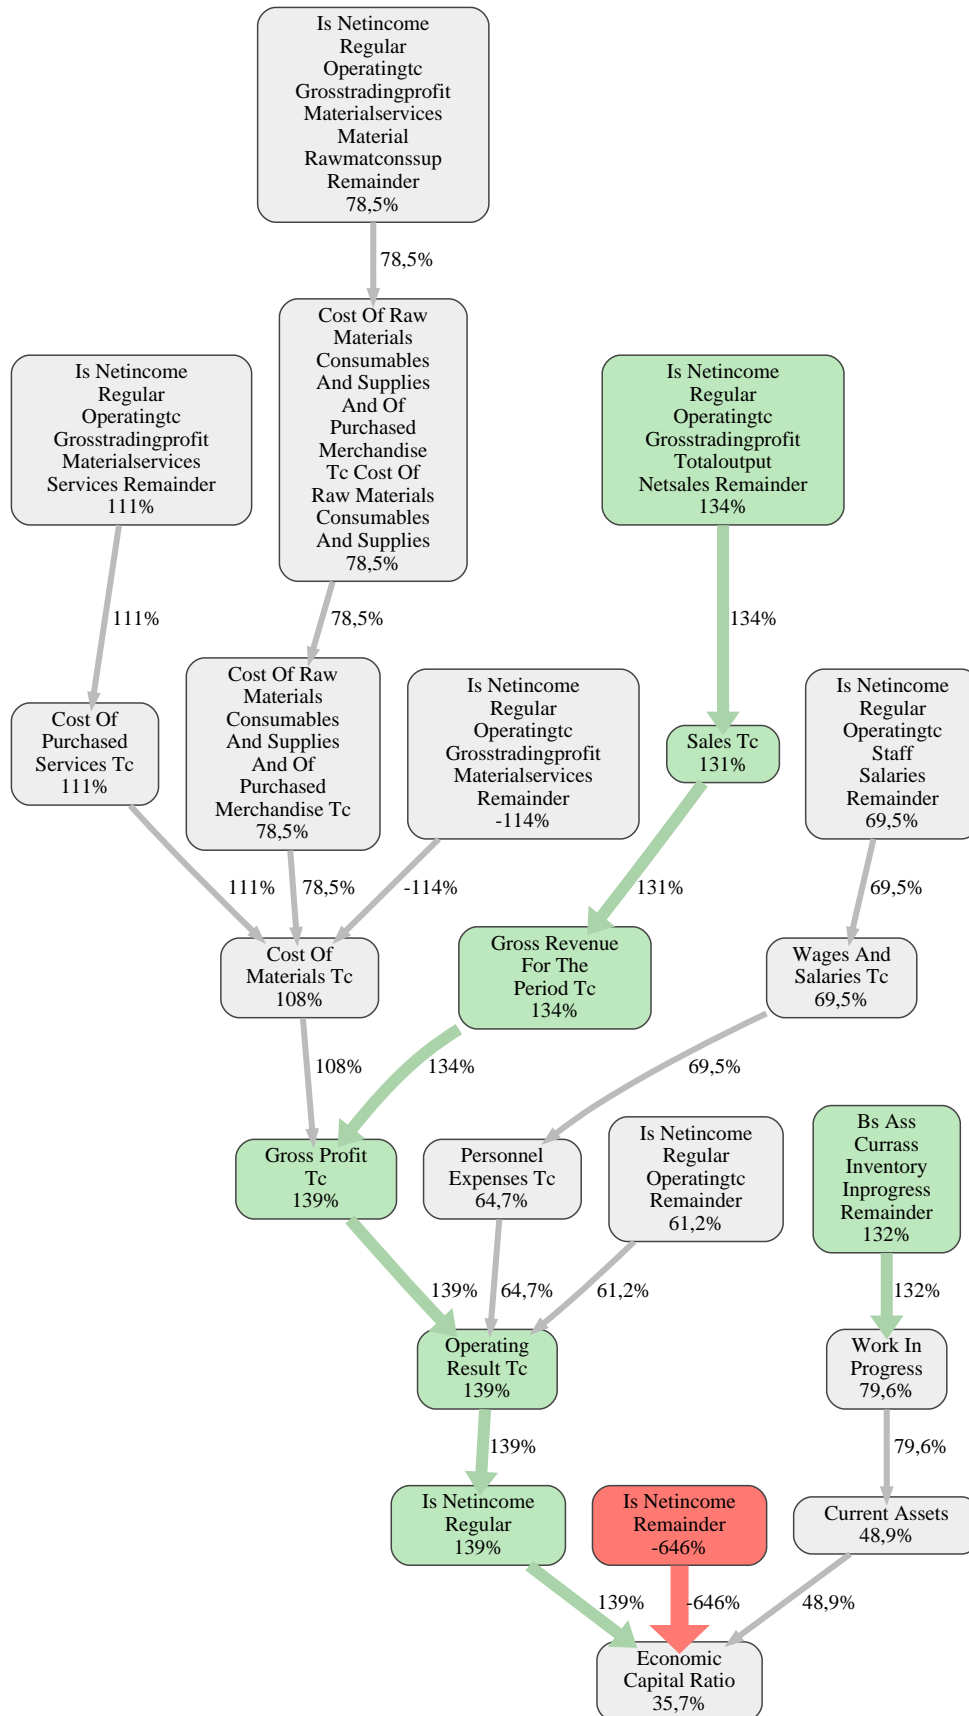 Is Netincome
Regular
Operatingtc
Grosstradingprofit
Materialservices
Material
Rawmatconssup
Remainder
78,5%
78,5%
Cost Of Raw
Materials
Consumables
And Supplies
And Of
Purchased
Merchandise
Tc Cost Of
Raw Materials
Consumables
And Supplies
78,5%
Is Netincome
Regular
Operatingtc
Grosstradingprofit
Materialservices
Services Remainder
111%
Is Netincome
Regular
Operatingtc
Grosstradingprofit
Totaloutput
Netsales Remainder
134%
111%
78,5%
134%
Cost Of
Purchased
Services Tc
111%
Cost Of Raw
Materials
Consumables
And Supplies
And Of
Purchased
Merchandise Tc
78,5%
Is Netincome
Regular
Operatingtc
Grosstradingprofit
Materialservices
Remainder
-114%
Sales Tc
131%
Is Netincome
Regular
Operatingtc
Staff
Salaries
Remainder
69,5%
111%
78,5%
-114%
131%
69,5%
Cost Of
Materials Tc
108%
Gross Revenue
For The
Period Tc
134%
Wages And
Salaries Tc
69,5%
108%
134%
69,5%
Gross Profit
Tc
139%
Personnel
Expenses Tc
64,7%
Is Netincome
Regular
Operatingtc
Remainder
61,2%
Bs Ass
Currass
Inventory
Inprogress
Remainder
132%
139%
64,7%
61,2%
132%
Operating
Result Tc
139%
Work In
Progress
79,6%
139%
79,6%
Is Netincome
Regular
139%
Is Netincome
Remainder
-646%
Current Assets
48,9%
139%
-646%
48,9%
Economic
Capital Ratio
35,7%